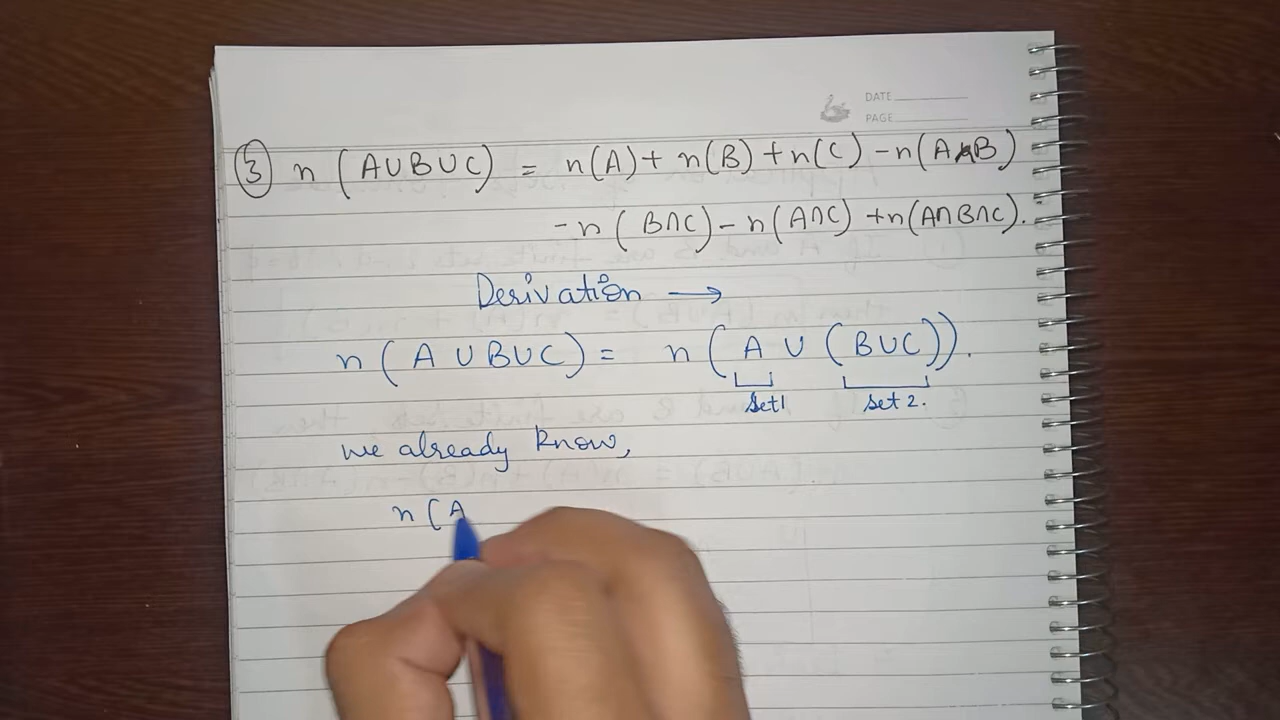 DATE
PAGE
③ n (A∪B∪C) = n(A)+ n(B)+n(C) -n(A∩B)
-n(B∩C)-n(A∩C) +n(A∩B∩C).
Derivation →
n(A∪B∪C)= n(A∪(B∪C)).
Set1 set 2.
we already know,
n(A